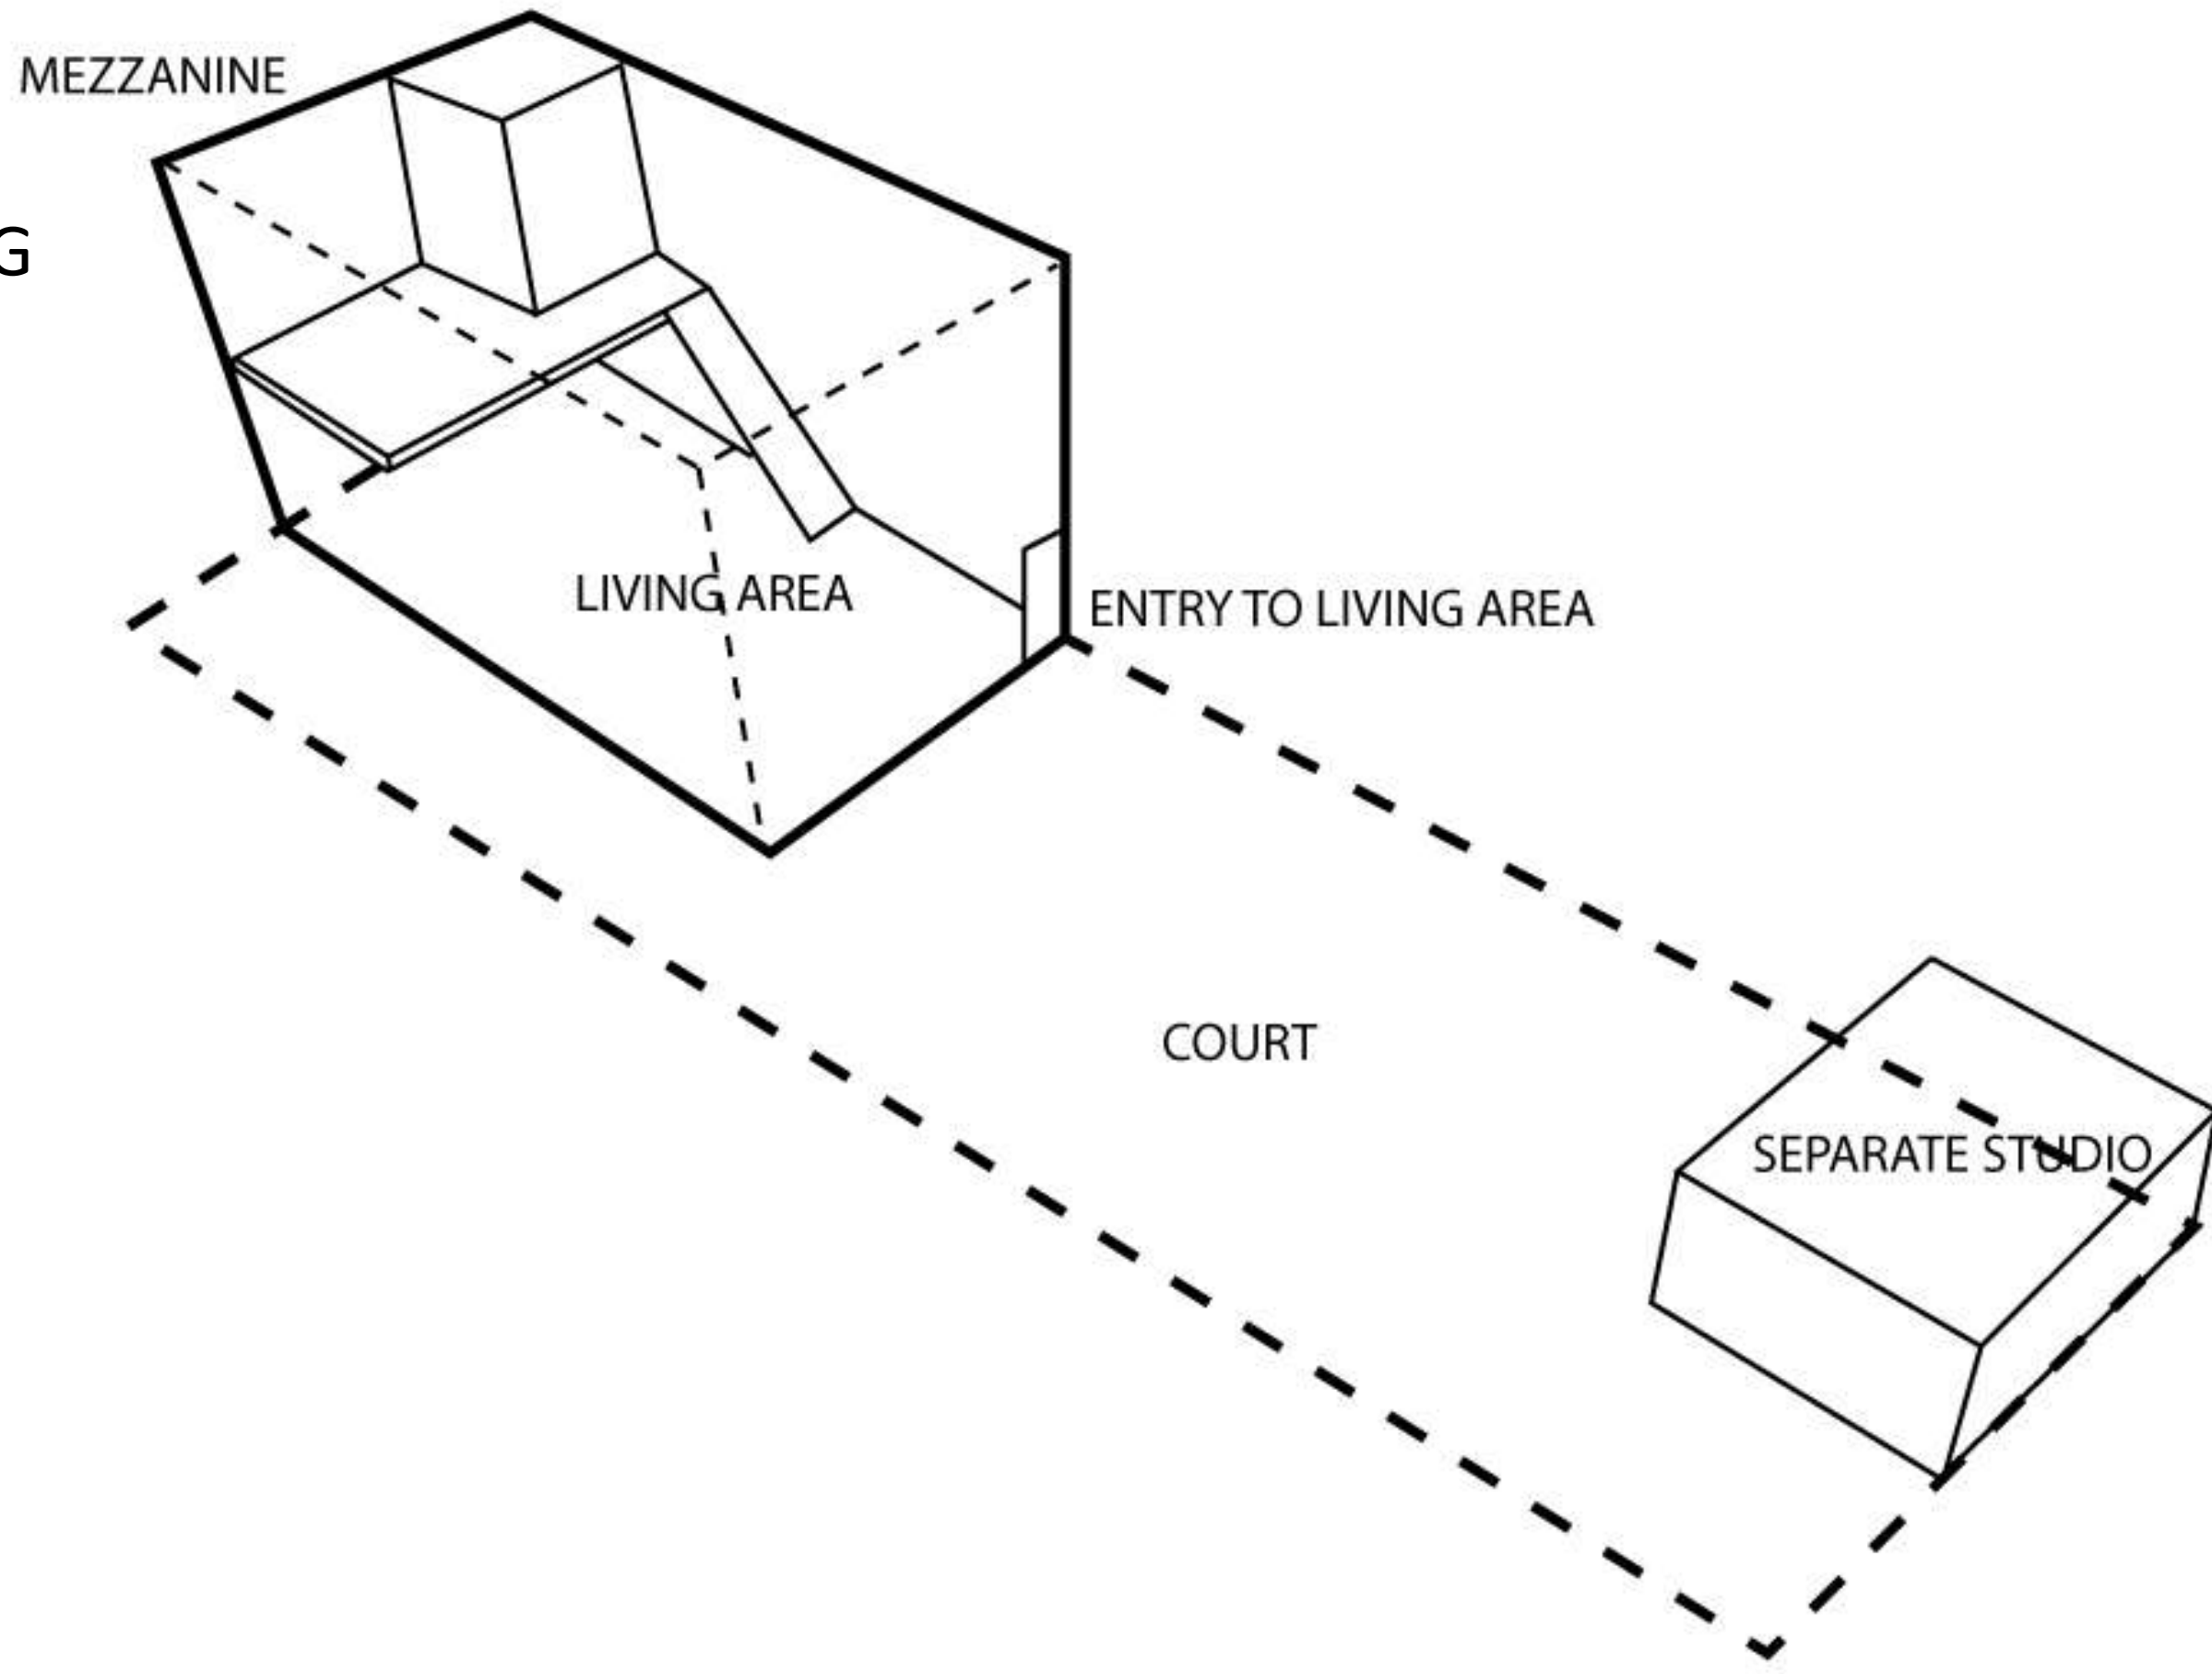 MEZZANINE
G
LIVING AREA
ENTRY TO LIVING AREA
COURT
SEPARATE STUDIO